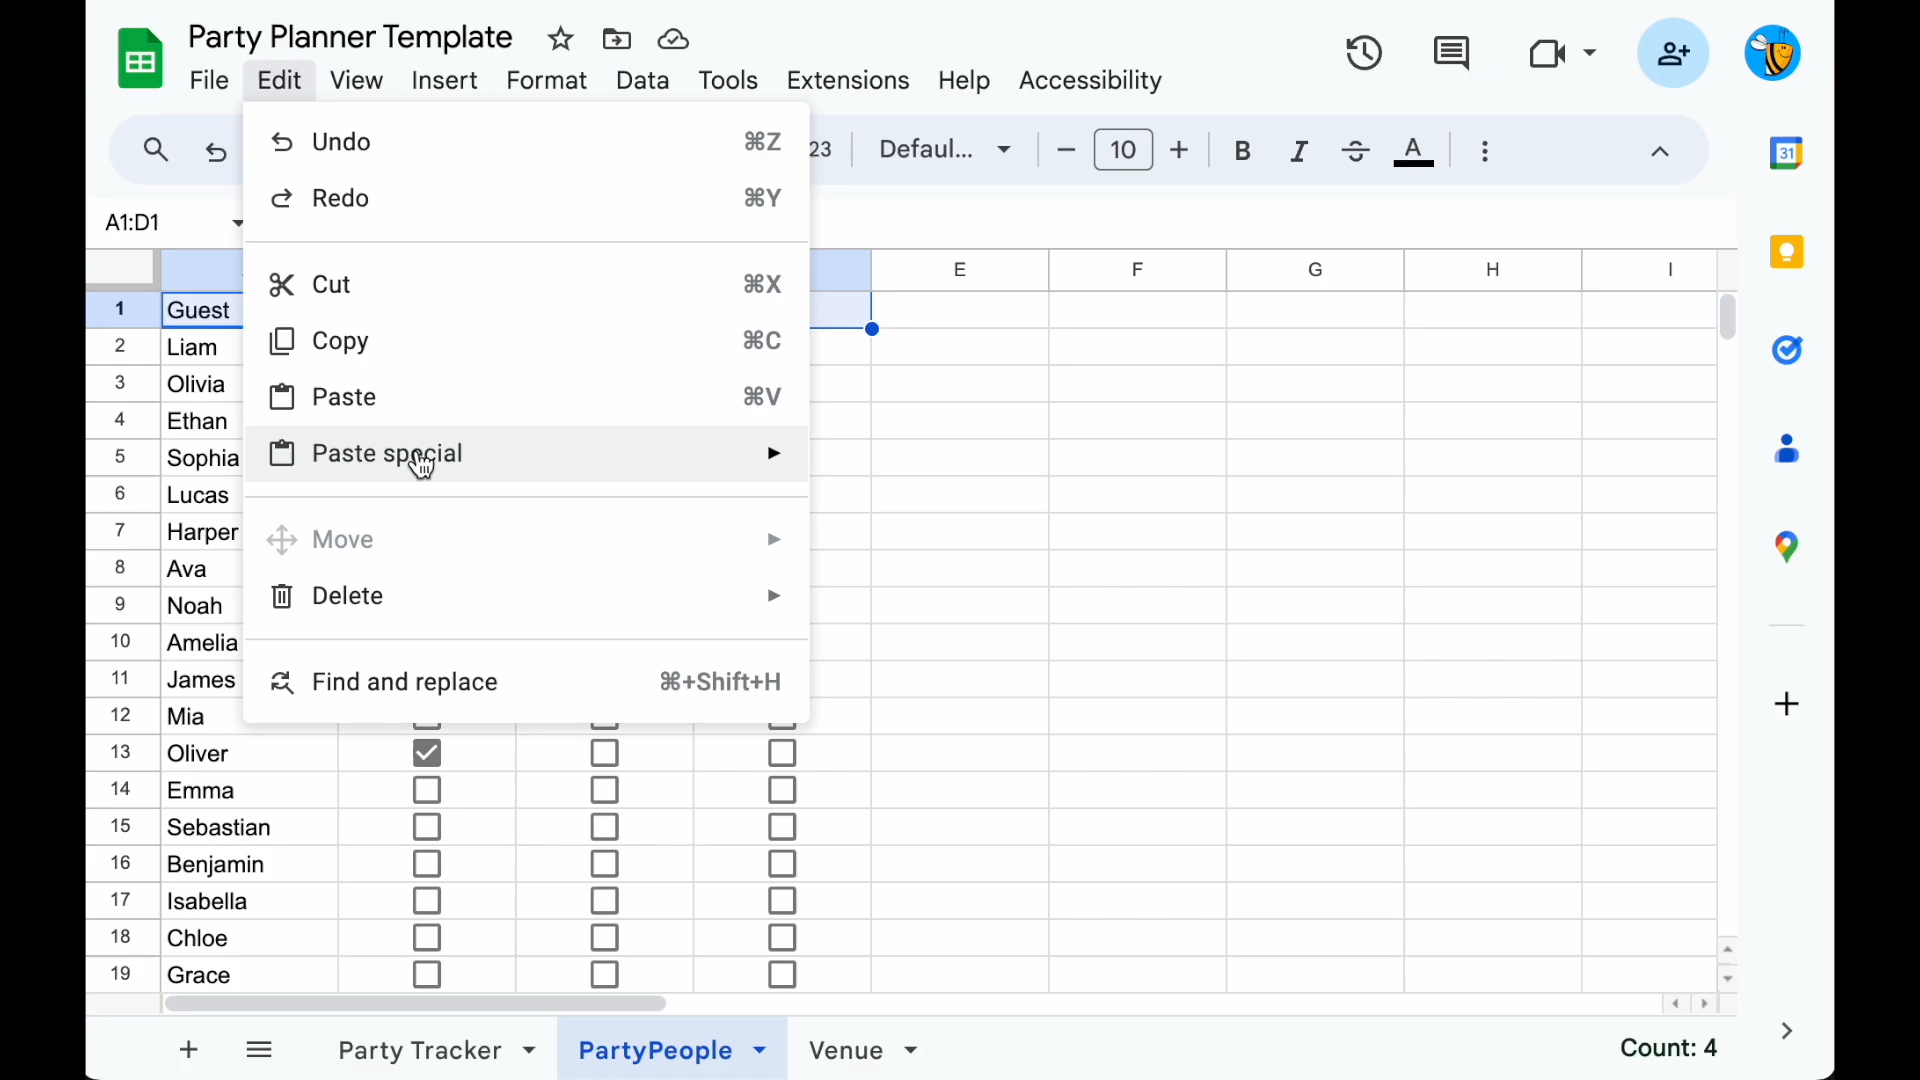 Party Planner Template
File Edit View Insert Format Data Tools Extensions Help Accessibility
23 Defaul... 10 B I A
31
A1:D1
Undo ⌘Z
Redo ⌘Y
Cut ⌘X
Copy ⌘C
Paste ⌘V
Paste special
Move
Delete
Find and replace ⌘+Shift+H
E F G H I
1 Guest
2 Liam
3 Olivia
4 Ethan
5 Sophia
6 Lucas
7 Harper
8 Ava
9 Noah
10 Amelia
11 James
12 Mia
13 Oliver
14 Emma
15 Sebastian
16 Benjamin
17 Isabella
18 Chloe
19 Grace
Party Tracker PartyPeople Venue Count: 4